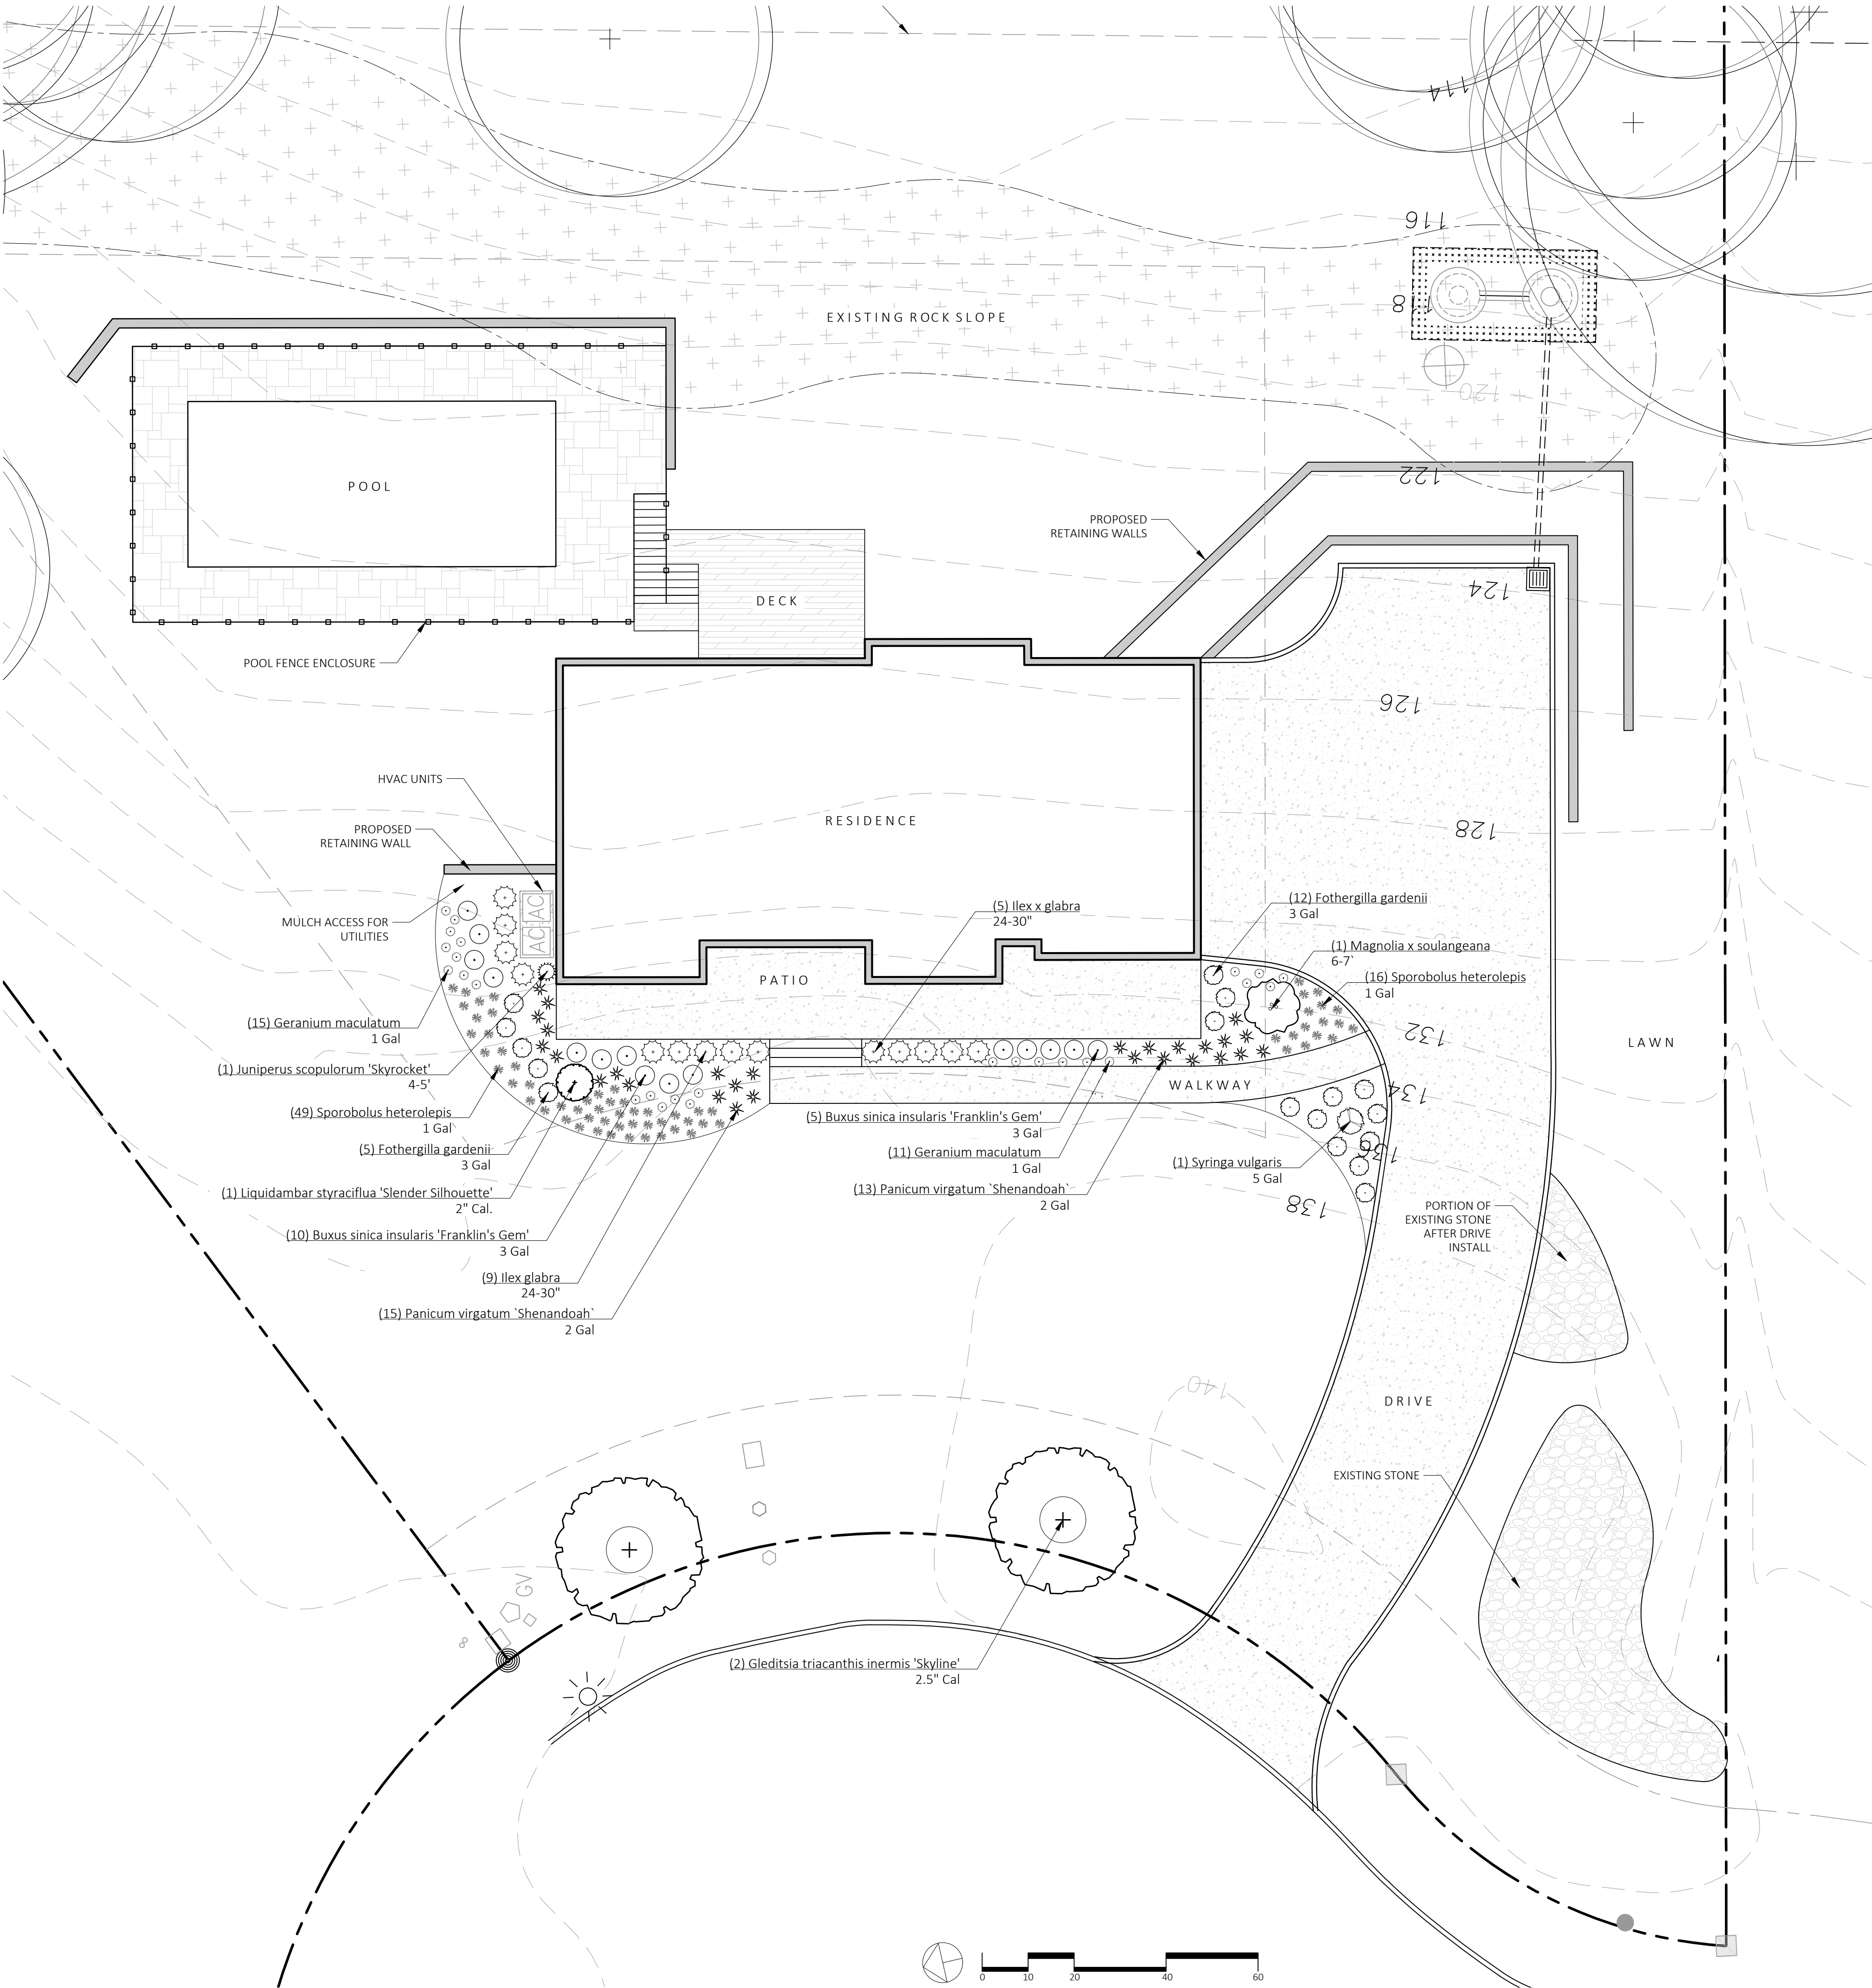 114
116
118
EXISTING ROCK SLOPE
120
122
POOL
PROPOSED
RETAINING WALLS
124
DECK
POOL FENCE ENCLOSURE
126
HVAC UNITS
RESIDENCE
128
PROPOSED
RETAINING WALL
MULCH ACCESS FOR
UTILITIES
AC
AC
(5) Ilex x glabra
24-30"
(12) Fothergilla gardenii
3 Gal
(1) Magnolia x soulangeana
6-7`
(16) Sporobolus heterolepis
1 Gal
PATIO
(15) Geranium maculatum
1 Gal
132
LAWN
(1) Juniperus scopulorum 'Skyrocket'
4-5'
WALKWAY
134
(49) Sporobolus heterolepis
1 Gal
(5) Buxus sinica insularis 'Franklin's Gem'
3 Gal
(5) Fothergilla gardenii
3 Gal
(11) Geranium maculatum
1 Gal
136
(1) Syringa vulgaris
5 Gal
(1) Liquidambar styraciflua 'Slender Silhouette'
2" Cal.
(13) Panicum virgatum `Shenandoah`
2 Gal
138
PORTION OF
EXISTING STONE
AFTER DRIVE
INSTALL
(10) Buxus sinica insularis 'Franklin's Gem'
3 Gal
(9) Ilex glabra
24-30"
(15) Panicum virgatum `Shenandoah`
2 Gal
140
DRIVE
EXISTING STONE
GV
(2) Gleditsia triacanthis inermis 'Skyline'
2.5" Cal
0 10 20 40 60